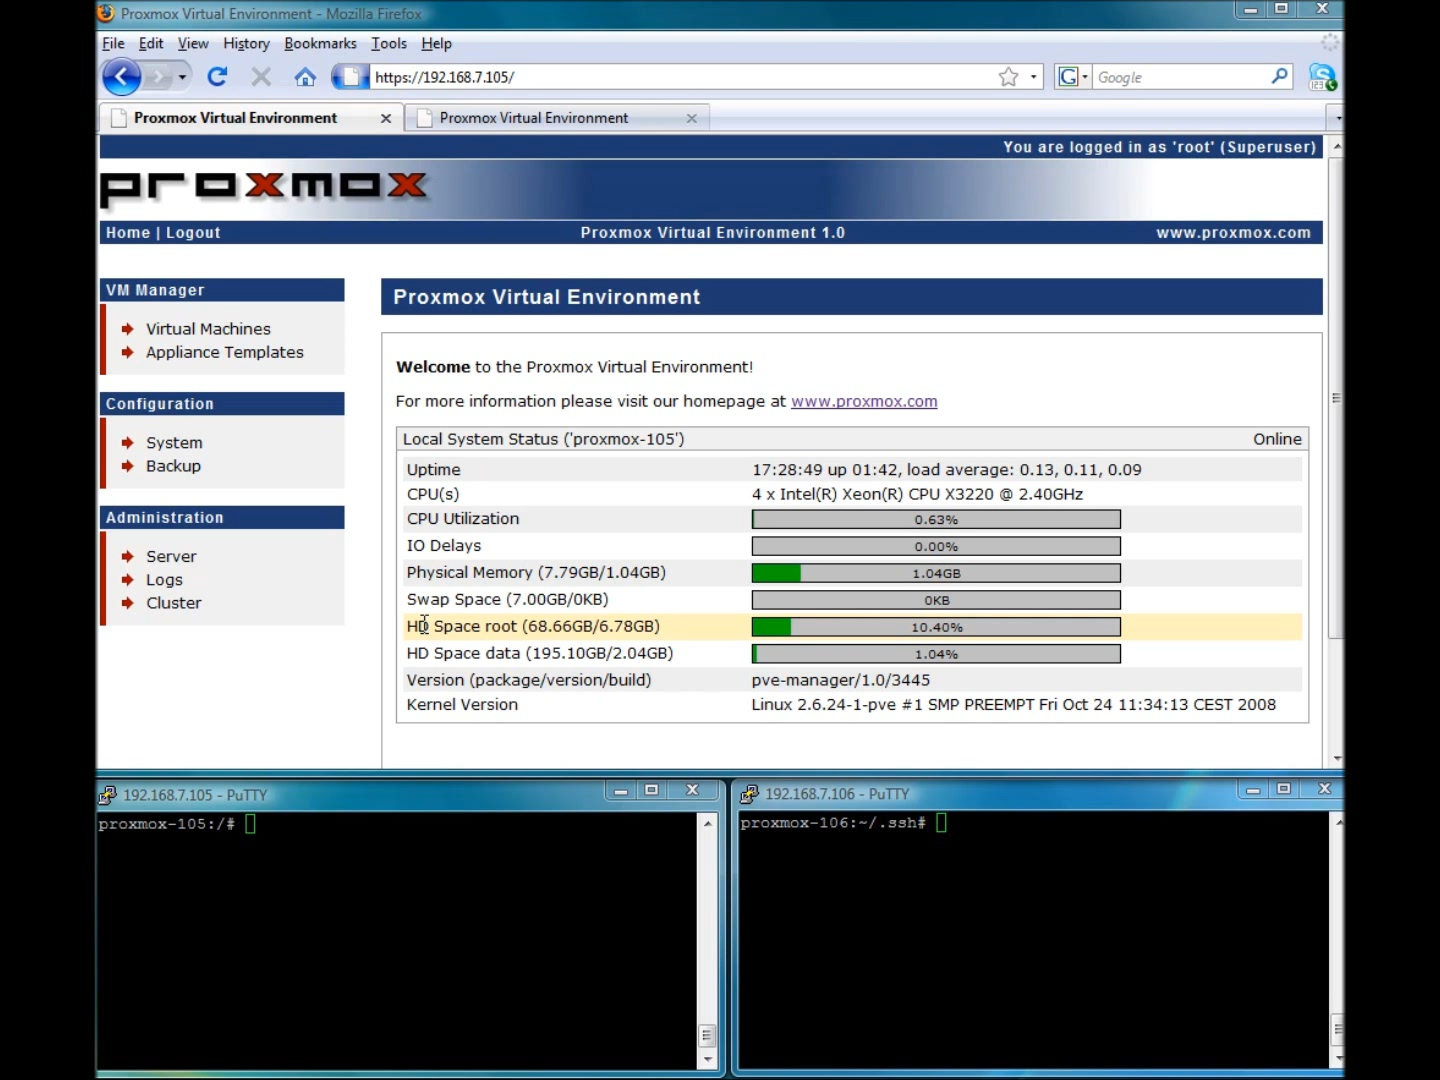 Proxmox Virtual Environment - Mozilla Firefox
File Edit View History Bookmarks Tools Help
https://192.168.7.105/
G Google
Proxmox Virtual Environment
Proxmox Virtual Environment
You are logged in as 'root' (Superuser)
proxmox
Home | Logout
Proxmox Virtual Environment 1.0
www.proxmox.com
VM Manager
Virtual Machines
Appliance Templates
Configuration
System
Backup
Administration
Server
Logs
Cluster
Proxmox Virtual Environment
Welcome to the Proxmox Virtual Environment!
For more information please visit our homepage at www.proxmox.com
Local System Status ('proxmox-105') Online
Uptime 17:28:49 up 01:42, load average: 0.13, 0.11, 0.09
CPU(s) 4 x Intel(R) Xeon(R) CPU X3220 @ 2.40GHz
CPU Utilization 0.63%
IO Delays 0.00%
Physical Memory (7.79GB/1.04GB) 1.04GB
Swap Space (7.00GB/0KB) 0KB
HD Space root (68.66GB/6.78GB) 10.40%
HD Space data (195.10GB/2.04GB) 1.04%
Version (package/version/build) pve-manager/1.0/3445
Kernel Version Linux 2.6.24-1-pve #1 SMP PREEMPT Fri Oct 24 11:34:13 CEST 2008
192.168.7.105 - PuTTY
proxmox-105:/#
192.168.7.106 - PuTTY
proxmox-106:~/.ssh#